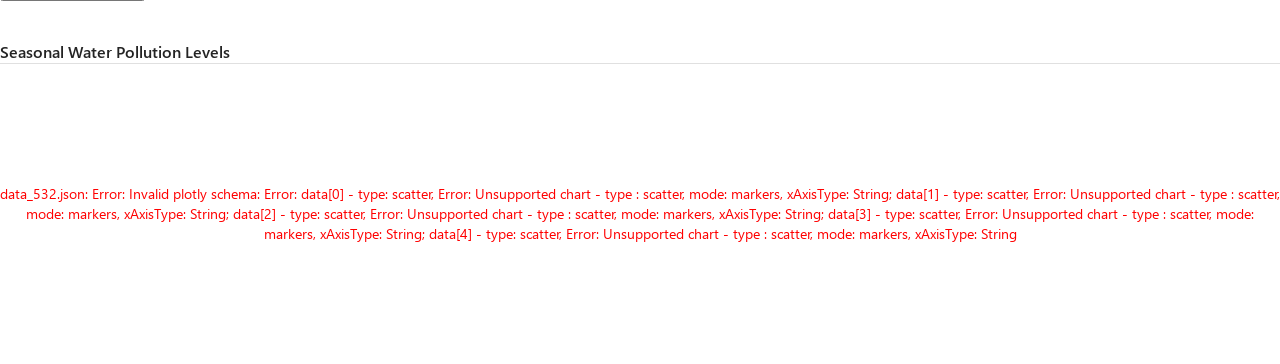 Seasonal Water Pollution Levels
data_532.json: Error: Invalid plotly schema: Error: data[0] - type: scatter, Error: Unsupported chart - type : scatter, mode: markers, xAxisType: String; data[1] - type: scatter, Error: Unsupported chart - type : scatter,
mode: markers, xAxisType: String; data[2] - type: scatter, Error: Unsupported chart - type : scatter, mode: markers, xAxisType: String; data[3] - type: scatter, Error: Unsupported chart - type : scatter, mode:
markers, xAxisType: String; data[4] - type: scatter, Error: Unsupported chart - type : scatter, mode: markers, xAxisType: String